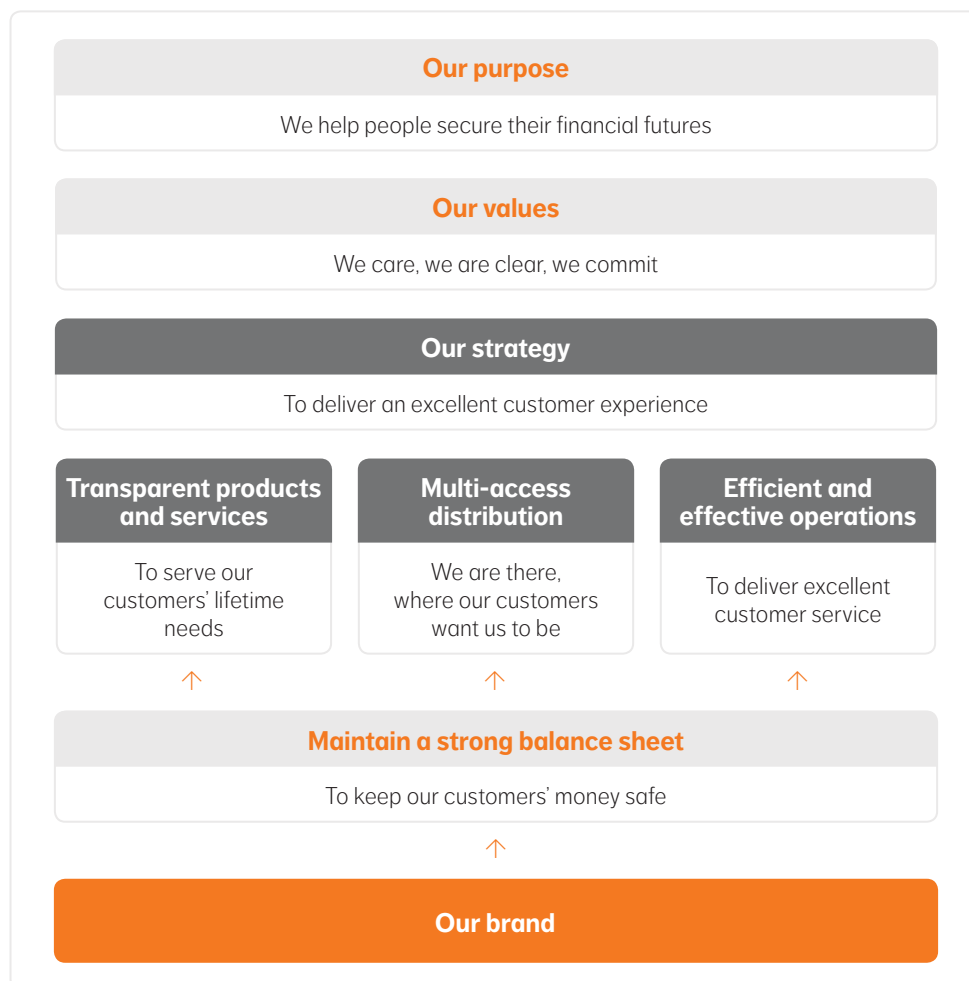 Our purpose
We help people secure their financial futures
Our values
We care, we are clear, we commit
Our strategy
To deliver an excellent customer experience
Transparent products
and services
To serve our
customers’ lifetime
needs
Multi-access
distribution
We are there,
where our customers
want us to be
Efficient and
effective operations
To deliver excellent
customer service
Maintain a strong balance sheet
To keep our customers’ money safe
Our brand